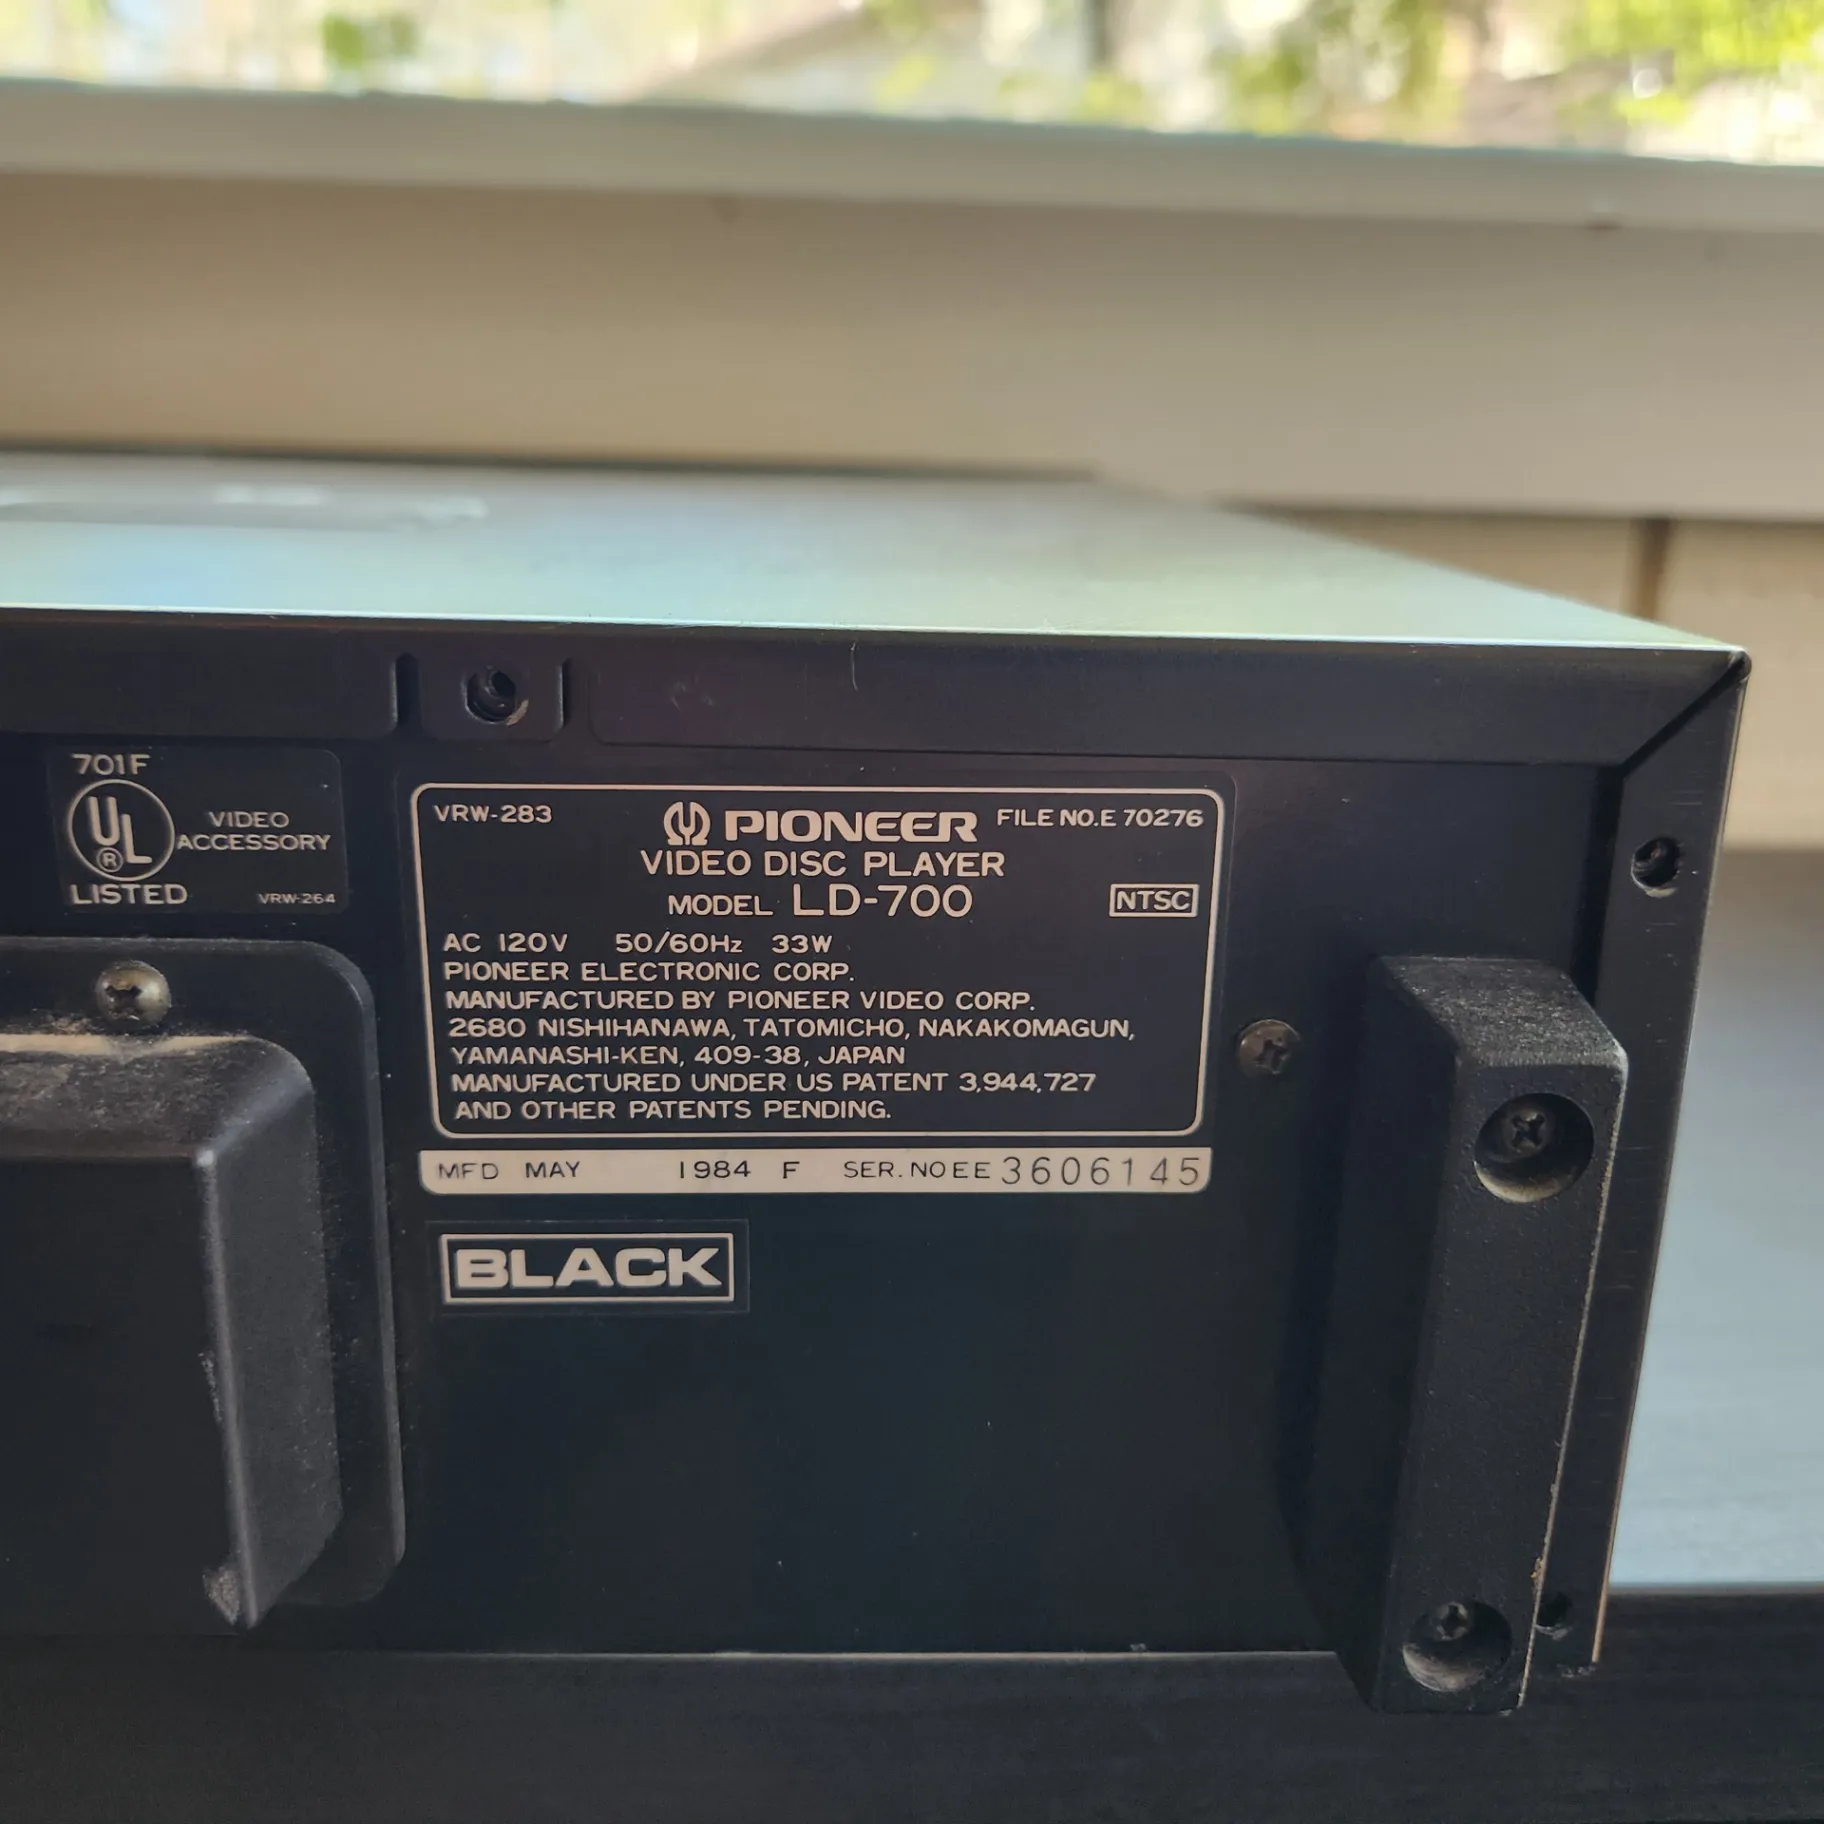 701F
UL
®
VIDEO
ACCESSORY
LISTED
VRW-264
VRW-283
PIONEER
FILE NO.E 70276
VIDEO DISC PLAYER
MODEL LD-700
NTSC
AC 120V 50/60Hz 33W
PIONEER ELECTRONIC CORP.
MANUFACTURED BY PIONEER VIDEO CORP.
2680 NISHIHANAWA, TATOMICHO, NAKAKOMAGUN,
YAMANASHI-KEN, 409-38, JAPAN
MANUFACTURED UNDER US PATENT 3,944,727
AND OTHER PATENTS PENDING.
MFD MAY 1984 F SER. NO EE 3606145
BLACK